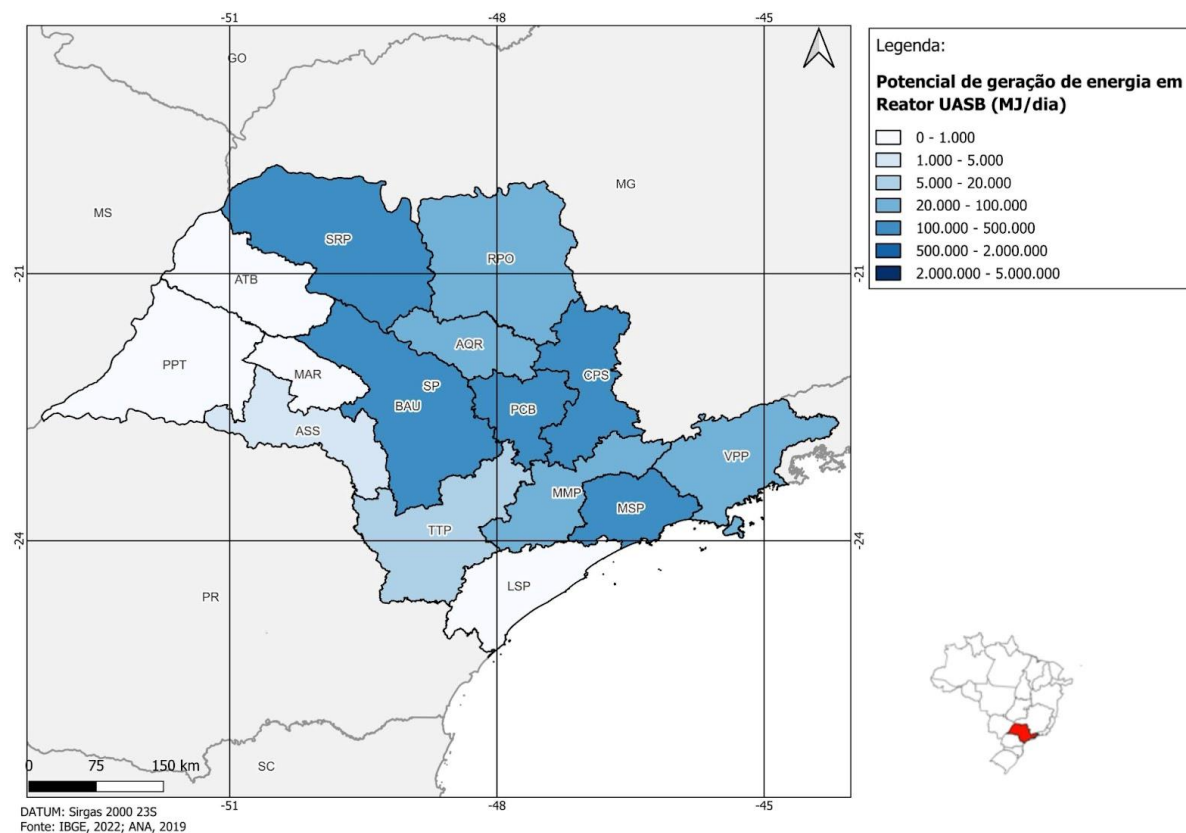 -51
-48
-45
GO
MG
MS
SRP
RPO
-21
-21
ATB
AQR
PPT
MAR
SP
CPS
BAU
PCB
ASS
VPP
MMP
MSP
TTP
-24
-24
LSP
PR
SC
0 75 150 km
-51
-48
-45
DATUM: Sirgas 2000 23S
Fonte: IBGE, 2022; ANA, 2019
Legenda:
Potencial de geração de energia em
Reator UASB (MJ/dia)
0 - 1.000
1.000 - 5.000
5.000 - 20.000
20.000 - 100.000
100.000 - 500.000
500.000 - 2.000.000
2.000.000 - 5.000.000